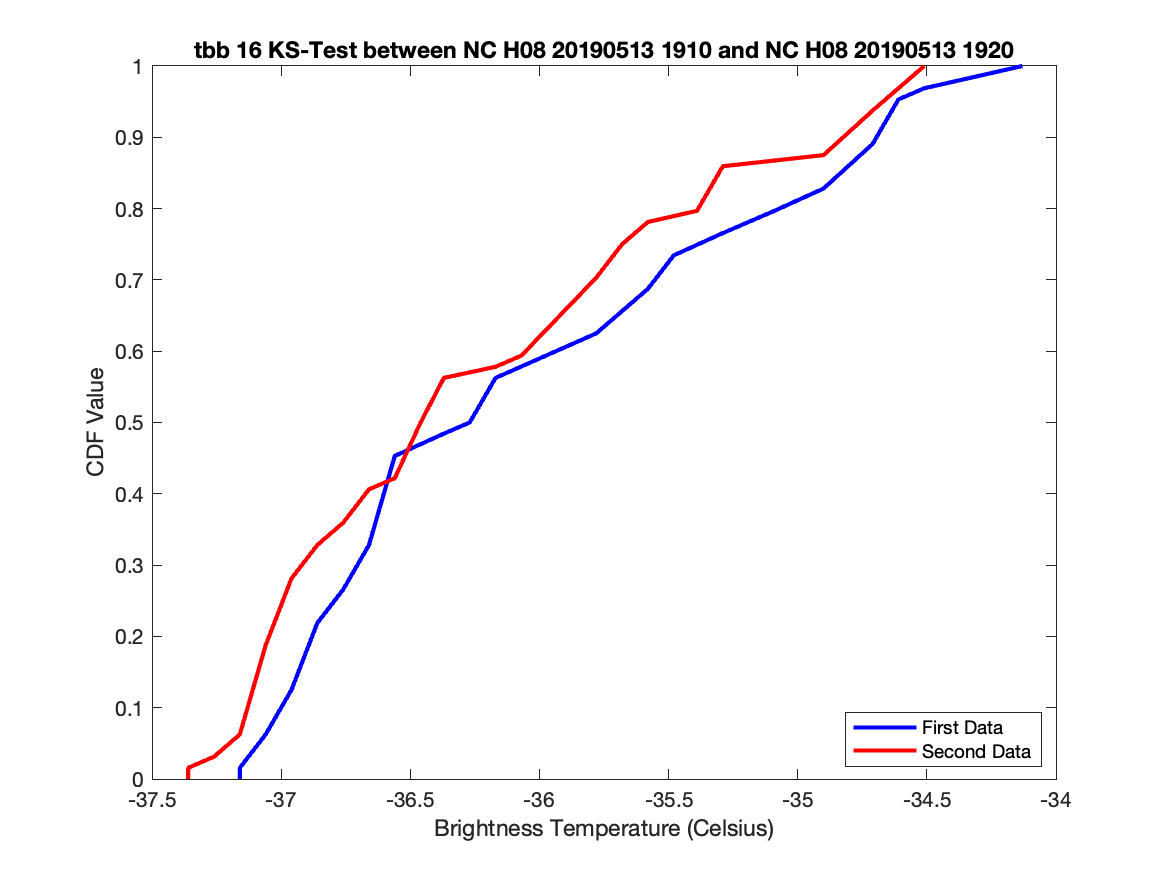 tbb 16 KS-Test between NC H08 20190513 1910 and NC H08 20190513 1920
1
0.9
0.8
0.7
0.6
0.5
0.4
0.3
0.2
0.1
0
CDF Value
First Data
Second Data
-37.5 -37 -36.5 -36 -35.5 -35 -34.5 -34
Brightness Temperature (Celsius)